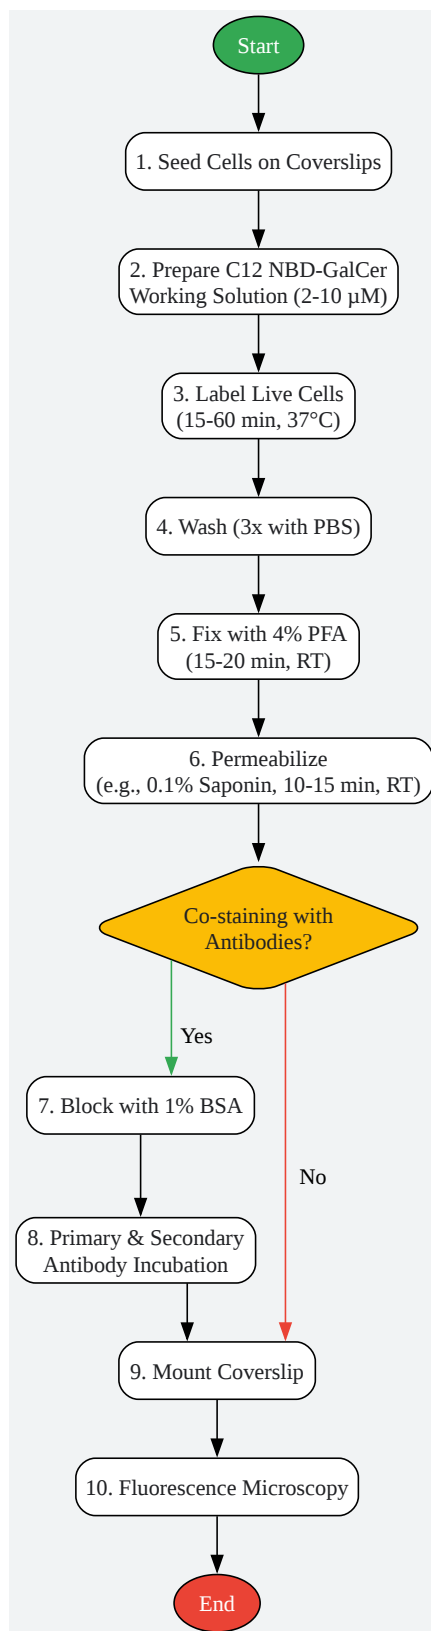 Start
1. Seed Cells on Coverslips
2. Prepare C12 NBD-GalCer
Working Solution (2-10 µM)
3. Label Live Cells
(15-60 min, 37°C)
4. Wash (3x with PBS)
5. Fix with 4% PFA
(15-20 min, RT)
6. Permeabilize
(e.g., 0.1% Saponin, 10-15 min, RT)
Co-staining with
Antibodies?
Yes
7. Block with 1% BSA
No
8. Primary & Secondary
Antibody Incubation
9. Mount Coverslip
10. Fluorescence Microscopy
End